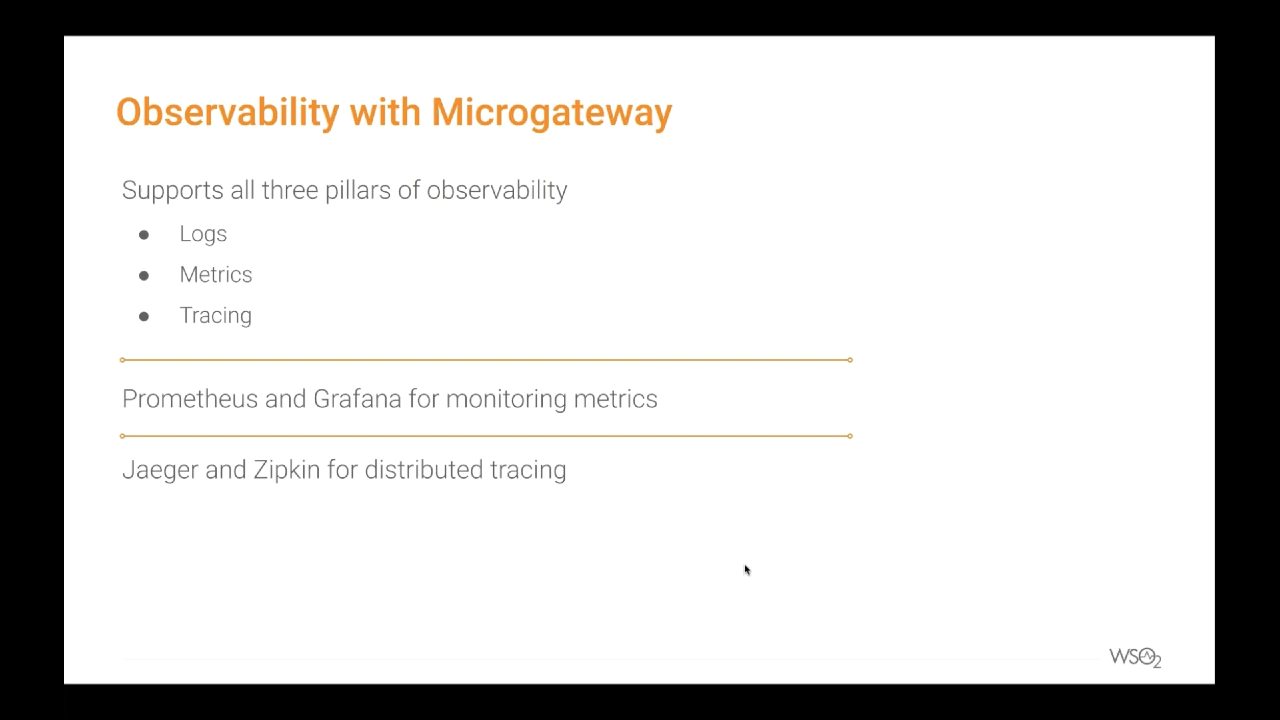 Observability with Microgateway
Supports all three pillars of observability
● Logs
● Metrics
● Tracing
Prometheus and Grafana for monitoring metrics
Jaeger and Zipkin for distributed tracing
WSO2